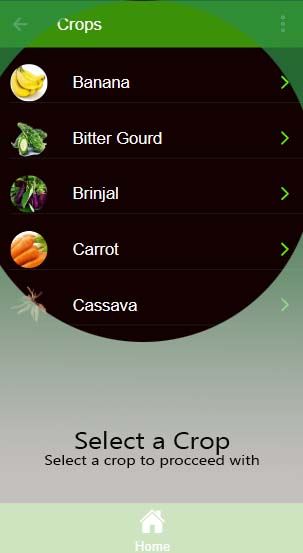 Crops
Banana
Bitter Gourd
Brinjal
Carrot
Cassava
Select a Crop
Select a crop to procceed with
Home